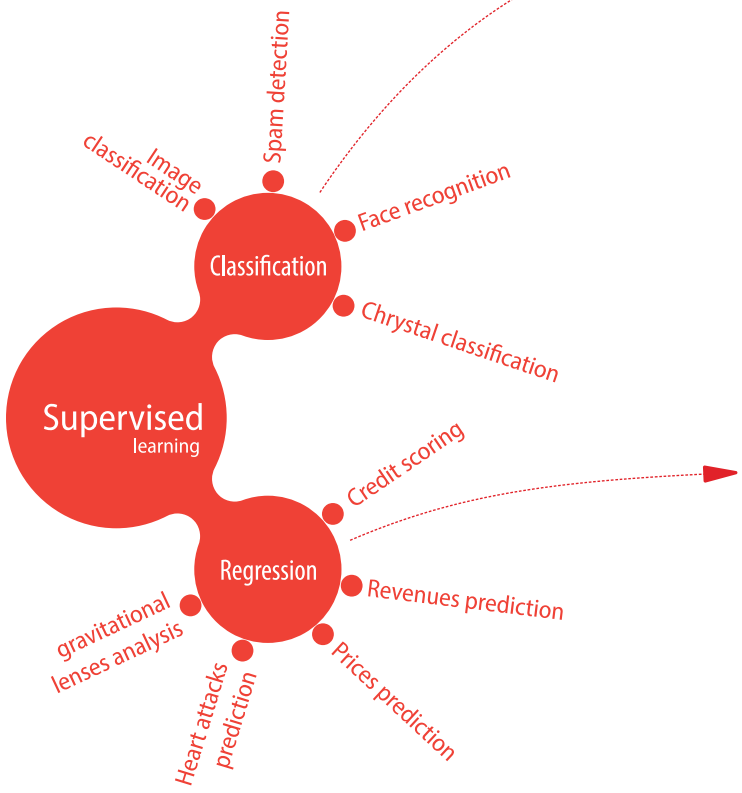 Spam detection
Image
classification
Face recognition
Classification
Chrystal classification
Supervised
learning
Credit scoring
Regression
Revenues prediction
gravitational
lenses analysis
Prices prediction
Heart attacks
prediction